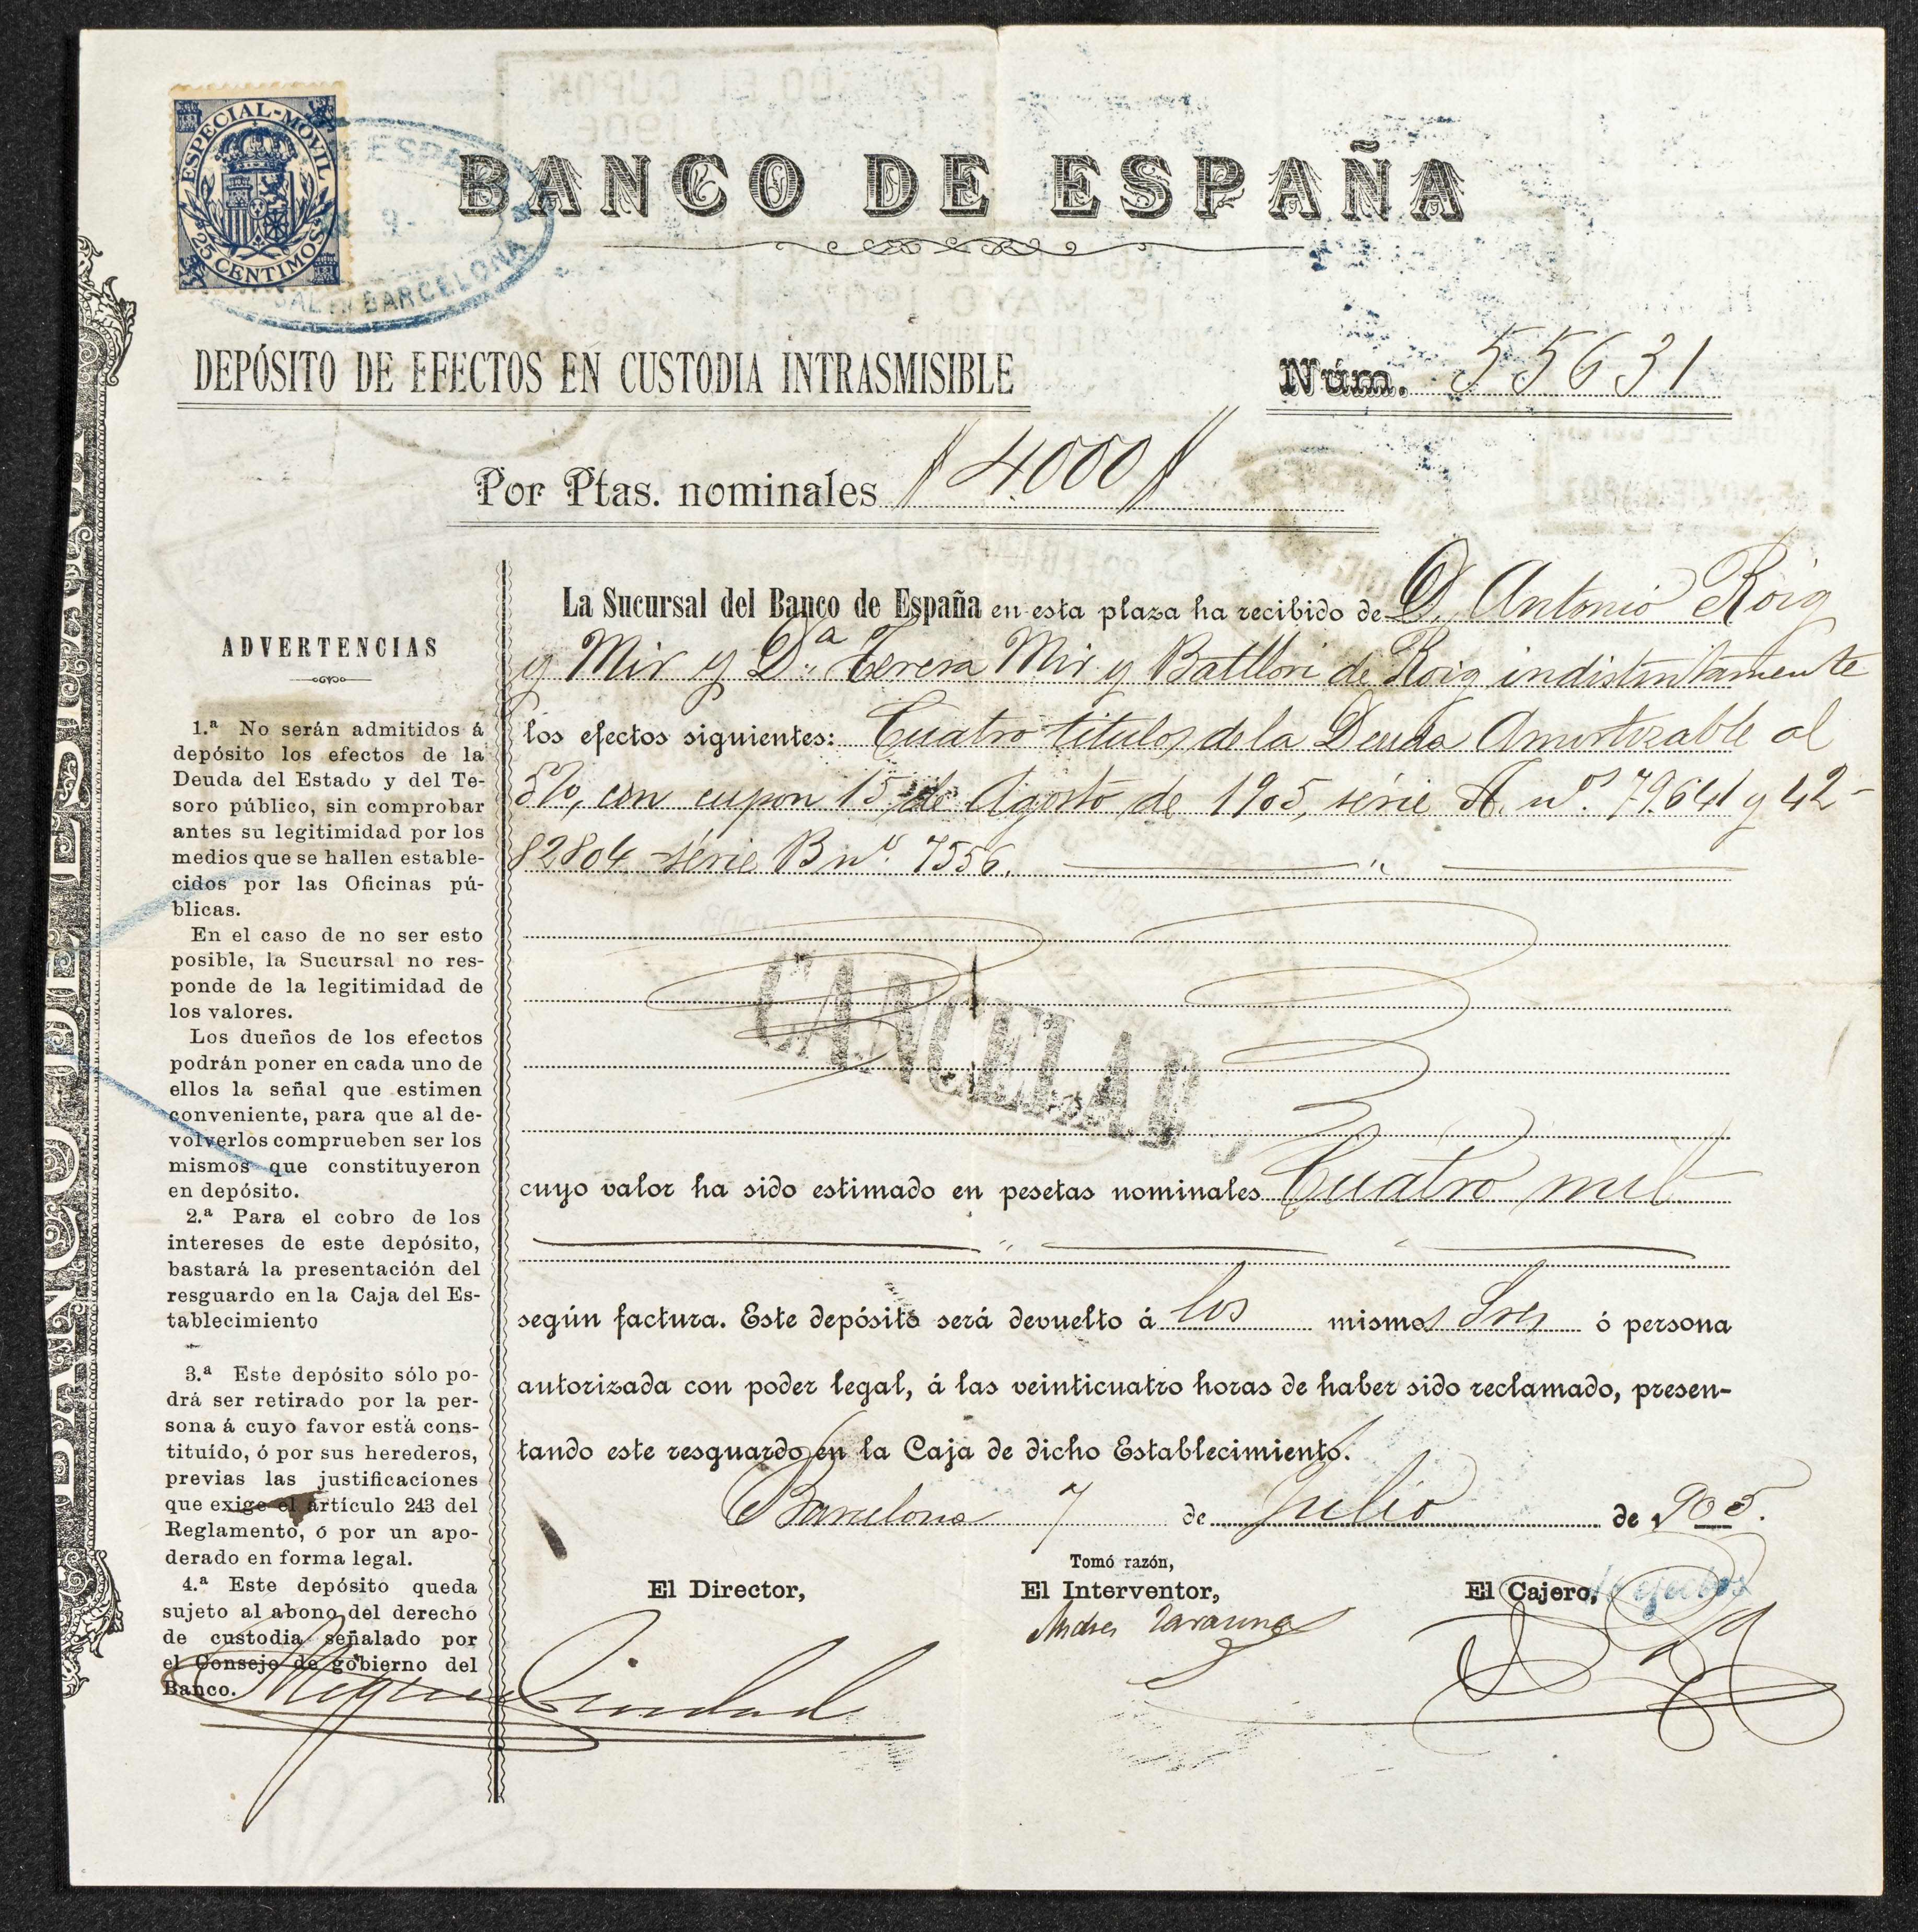 ESPECIAL-MÓVIL
25 CENTIMOS
BARCELONA
BANCO DE ESPAÑA
DEPÓSITO DE EFECTOS EN CUSTODIA INTRASMISIBLE
Núm. 55631
Por Ptas. nominales 4000
La Sucursal del Banco de España en esta plaza ha recibido de D. Antonio Roig
y Mir y D.ª Teresa Mir y Batllori de Roig indistintamente
los efectos siguientes: Cuatro titulos de la Deuda Amortizable al
5%, con cupon 15 de Agosto de 1905, série A. nos. 79641 y 42-
82804 série B nº. 7556.
CANCELAD
cuyo valor ha sido estimado en pesetas nominales Cuatro mil
según factura. Este depósito será devuelto á los mismos Sres ó persona
autorizada con poder legal, á las veinticuatro horas de haber sido reclamado, presen-
tando este resguardo en la Caja de dicho Establecimiento.
Barcelona 7 de Julio de 1905.
Tomó razón,
El Director,
El Interventor,
El Cajero, de efectos
ADVERTENCIAS
1.ª No serán admitidos á
depósito los efectos de la
Deuda del Estado y del Te-
soro público, sin comprobar
antes su legitimidad por los
medios que se hallen estable-
cidos por las Oficinas pú-
blicas.
En el caso de no ser esto
posible, la Sucursal no res-
ponde de la legitimidad de
los valores.
Los dueños de los efectos
podrán poner en cada uno de
ellos la señal que estimen
conveniente, para que al de-
volverlos comprueben ser los
mismos que constituyeron
en depósito.
2.ª Para el cobro de los
intereses de este depósito,
bastará la presentación del
resguardo en la Caja del Es-
tablecimiento
3.ª Este depósito sólo po-
drá ser retirado por la per-
sona á cuyo favor está cons-
tituído, ó por sus herederos,
previas las justificaciones
que exige el artículo 243 del
Reglamento, ó por un apo-
derado en forma legal.
4.ª Este depósito queda
sujeto al abono del derecho
de custodia señalado por
el Consejo de gobierno del
Banco.